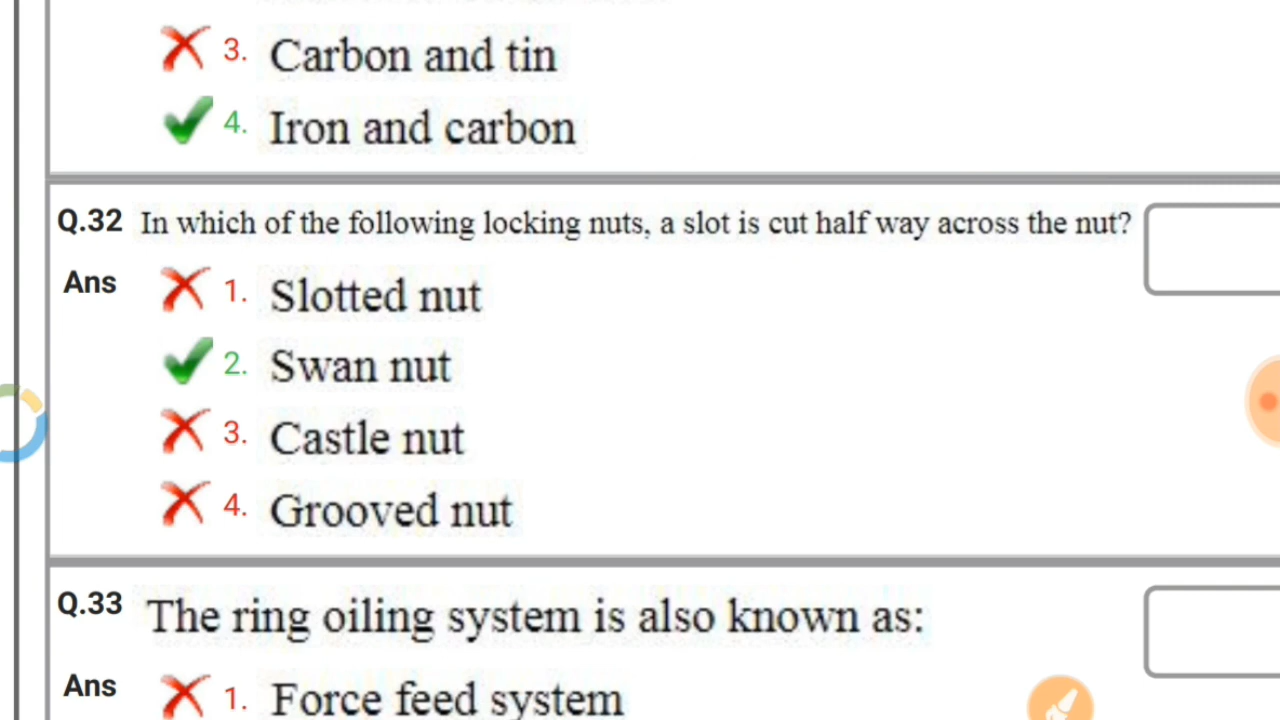 3. Carbon and tin
4. Iron and carbon
Q.32 In which of the following locking nuts, a slot is cut half way across the nut?
Ans 1. Slotted nut
2. Swan nut
3. Castle nut
4. Grooved nut
Q.33 The ring oiling system is also known as:
Ans 1. Force feed system